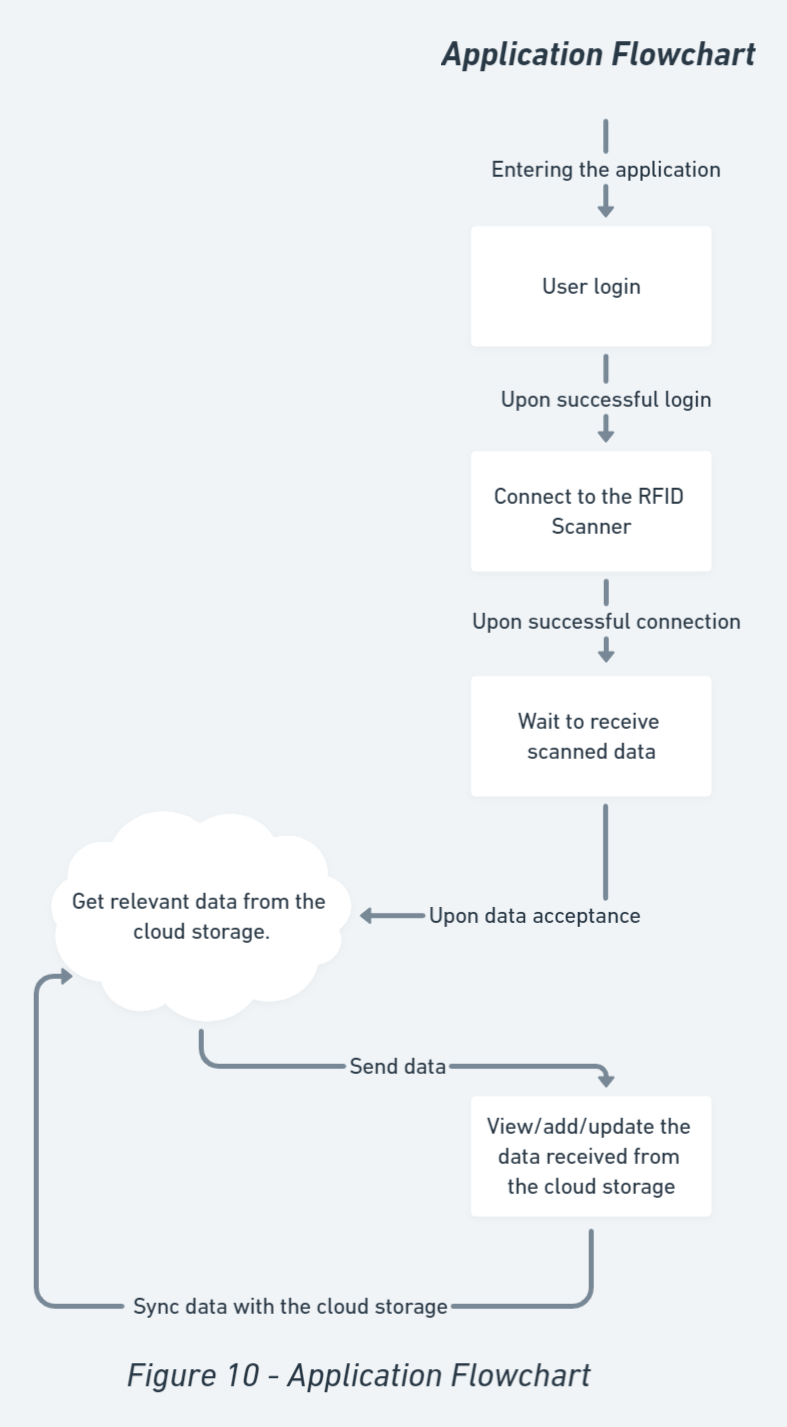 Application Flowchart
Entering the application
User login
Upon successful login
Connect to the RFID
Scanner
Upon successful connection
Wait to receive
scanned data
Get relevant data from the
cloud storage.
Upon data acceptance
Send data
View/add/update the
data received from
the cloud storage
Sync data with the cloud storage
Figure 10 - Application Flowchart